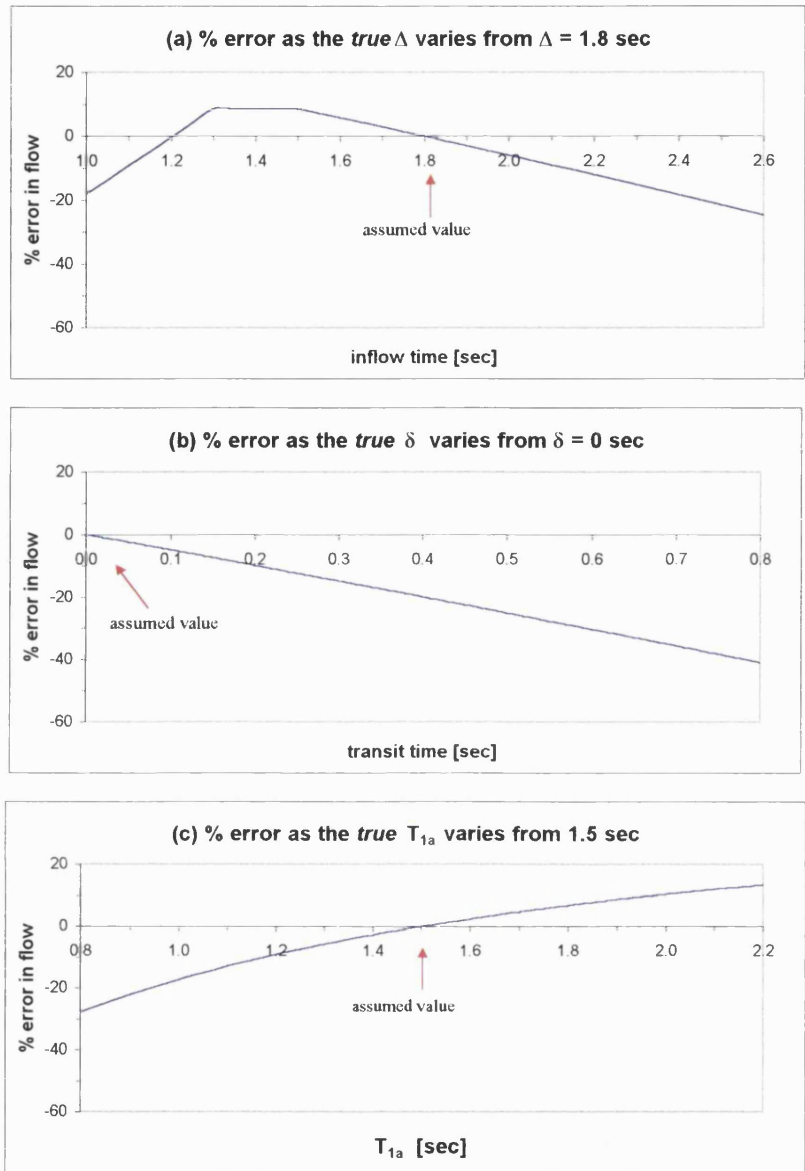 (a) % error as the true Δ varies from Δ = 1.8 sec
20
0
-20
-40
-60
1.0 1.2 1.4 1.6 1.8 2.0 2.2 2.4 2.6
% error in flow
assumed value
inflow time [sec]
(b) % error as the true δ varies from δ = 0 sec
20
0
-20
-40
-60
0.0 0.1 0.2 0.3 0.4 0.5 0.6 0.7 0.8
% error in flow
assumed value
transit time [sec]
(c) % error as the true T₁ₐ varies from 1.5 sec
20
0
-20
-40
-60
0.8 1.0 1.2 1.4 1.6 1.8 2.0 2.2
% error in flow
assumed value
T₁ₐ [sec]